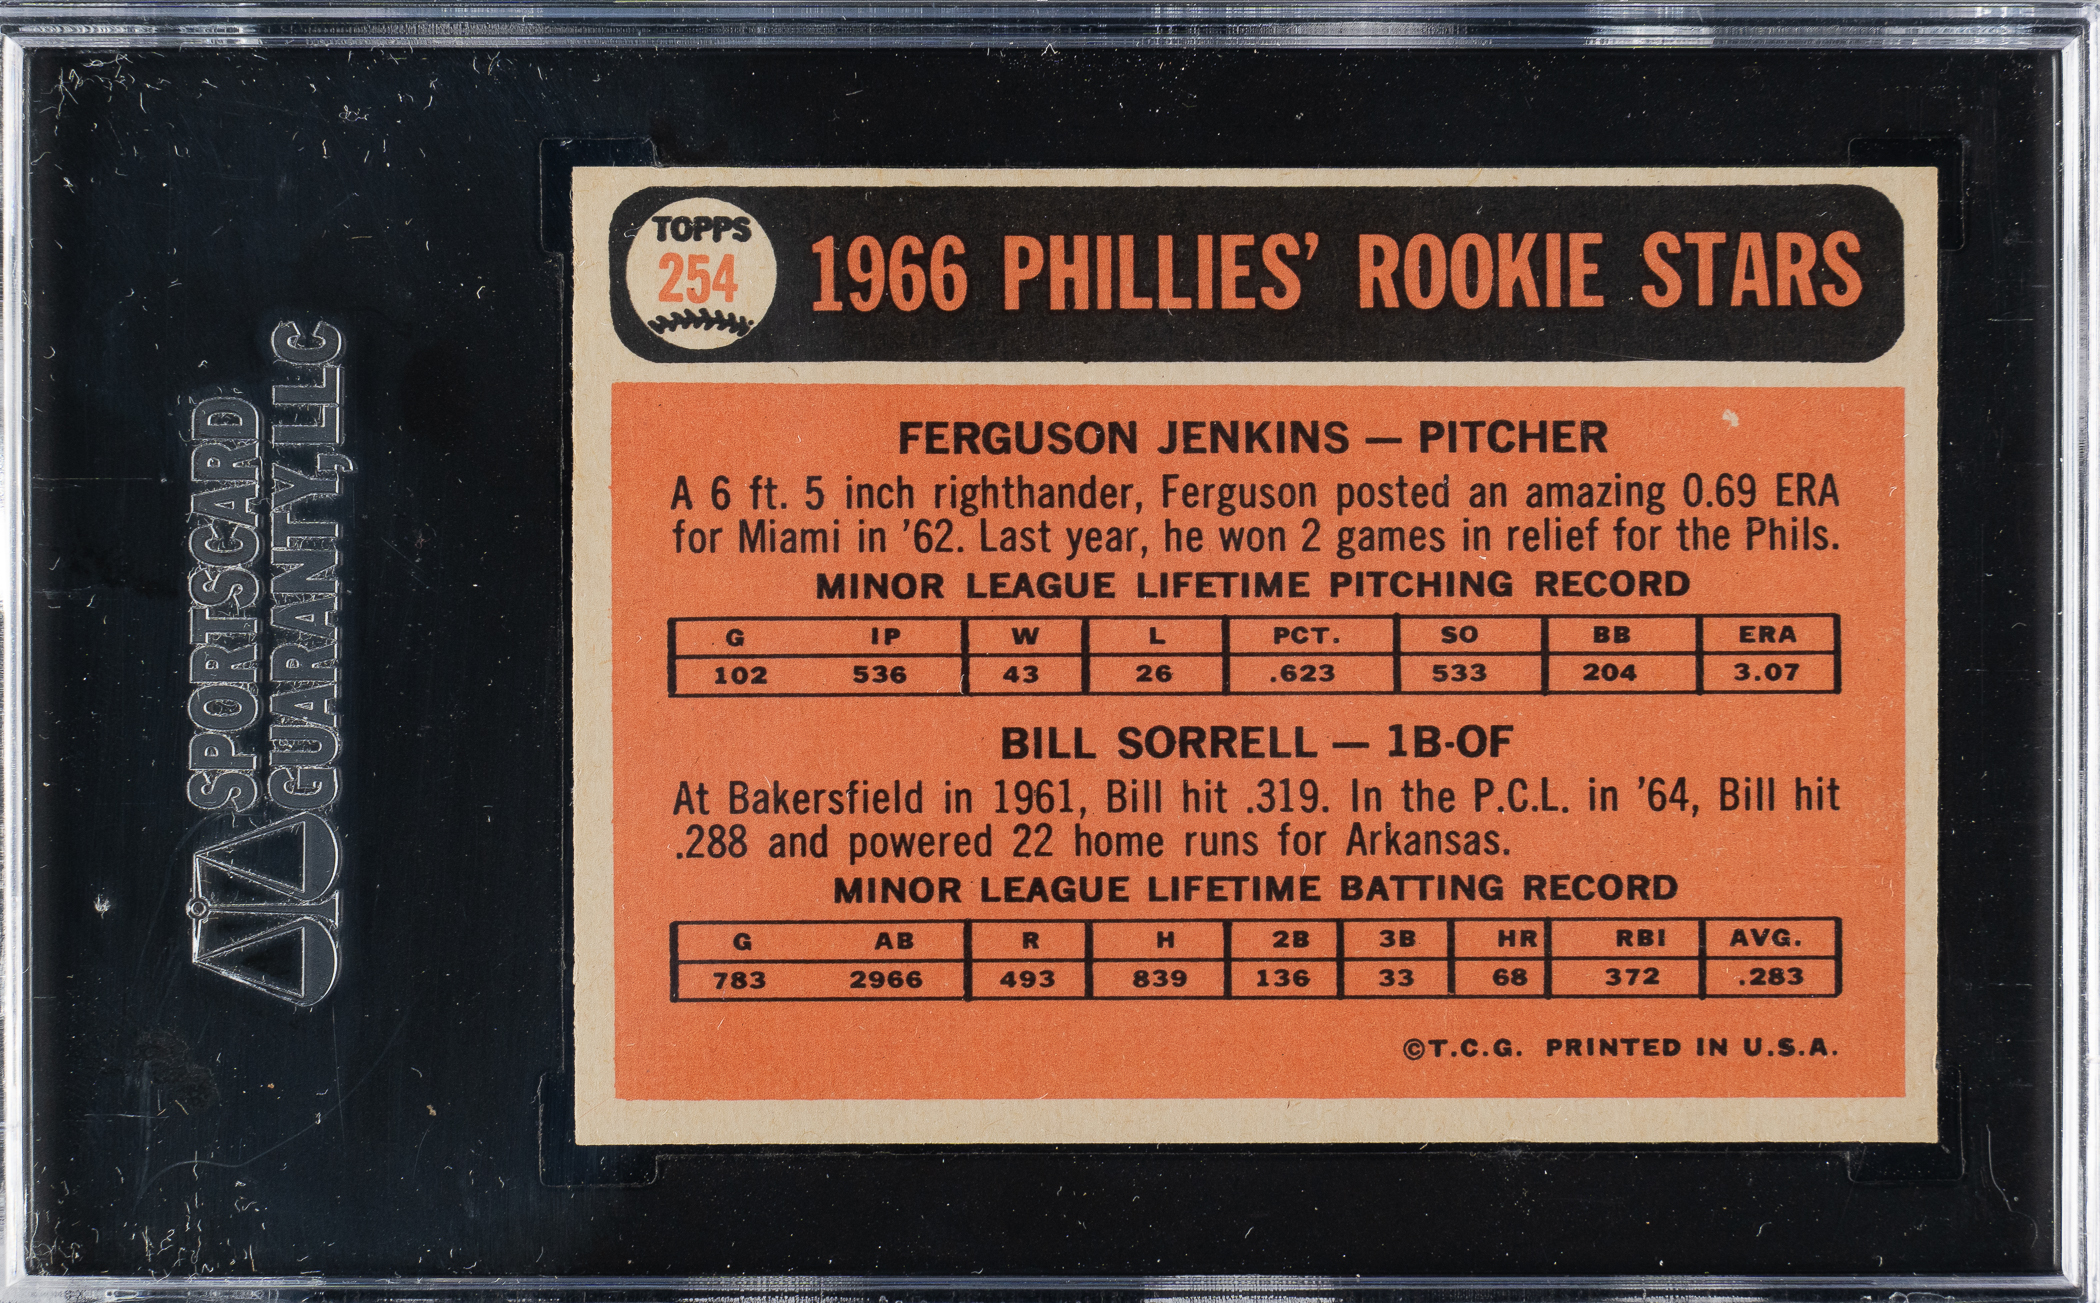 SPORTSCARD
GUARANTY, LLC
TOPPS
254
1966 PHILLIES' ROOKIE STARS
FERGUSON JENKINS — PITCHER
A 6 ft. 5 inch righthander, Ferguson posted an amazing 0.69 ERA
for Miami in '62. Last year, he won 2 games in relief for the Phils.
MINOR LEAGUE LIFETIME PITCHING RECORD
G IP W L PCT. SO BB ERA
102 536 43 26 .623 533 204 3.07
BILL SORRELL — 1B-OF
At Bakersfield in 1961, Bill hit .319. In the P.C.L. in '64, Bill hit
.288 and powered 22 home runs for Arkansas.
MINOR LEAGUE LIFETIME BATTING RECORD
G AB R H 2B 3B HR RBI AVG.
783 2966 493 839 136 33 68 372 .283
©T.C.G. PRINTED IN U.S.A.